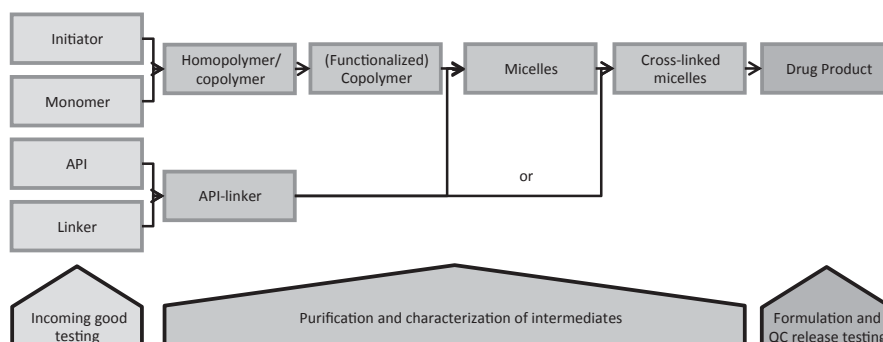 Initiator
Homopolymer/
copolymer
(Functionalized)
Copolymer
Micelles
Cross-linked
micelles
Drug Product
Monomer
API
API-linker
or
Linker
Incoming good
testing
Purification and characterization of intermediates
Formulation and
QC release testing